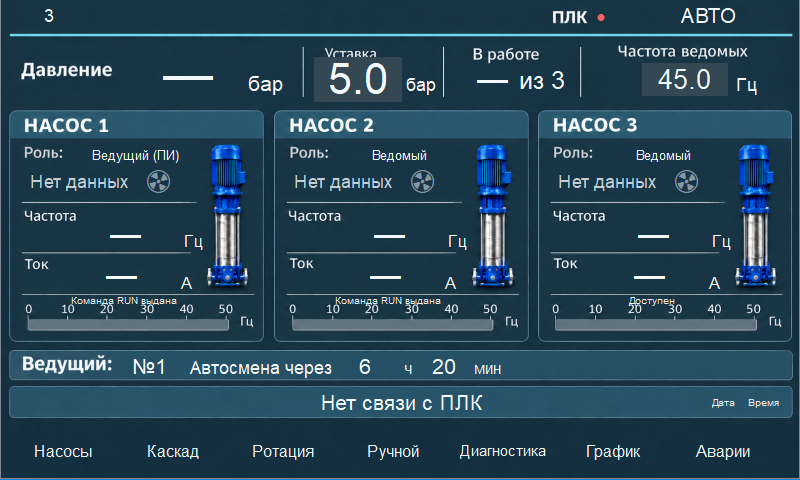 3 ПЛК АВТО
Давление — бар
Уставка
5.0 бар
В работе
— из 3
Частота ведомых
45.0 Гц
НАСОС 1
Роль: Ведущий (ПИ)
Нет данных
Частота
— Гц
Ток
— А
Команда RUN выдана
0 10 20 30 40 50
Гц
НАСОС 2
Роль: Ведомый
Нет данных
Частота
— Гц
Ток
— А
Команда RUN выдана
0 10 20 30 40 50
Гц
НАСОС 3
Роль: Ведомый
Нет данных
Частота
— Гц
Ток
— А
Доступен
0 10 20 30 40 50
Гц
Ведущий: №1 Автосмена через 6 ч 20 мин
Нет связи с ПЛК Дата Время
Насосы Каскад Ротация Ручной Диагностика График Аварии